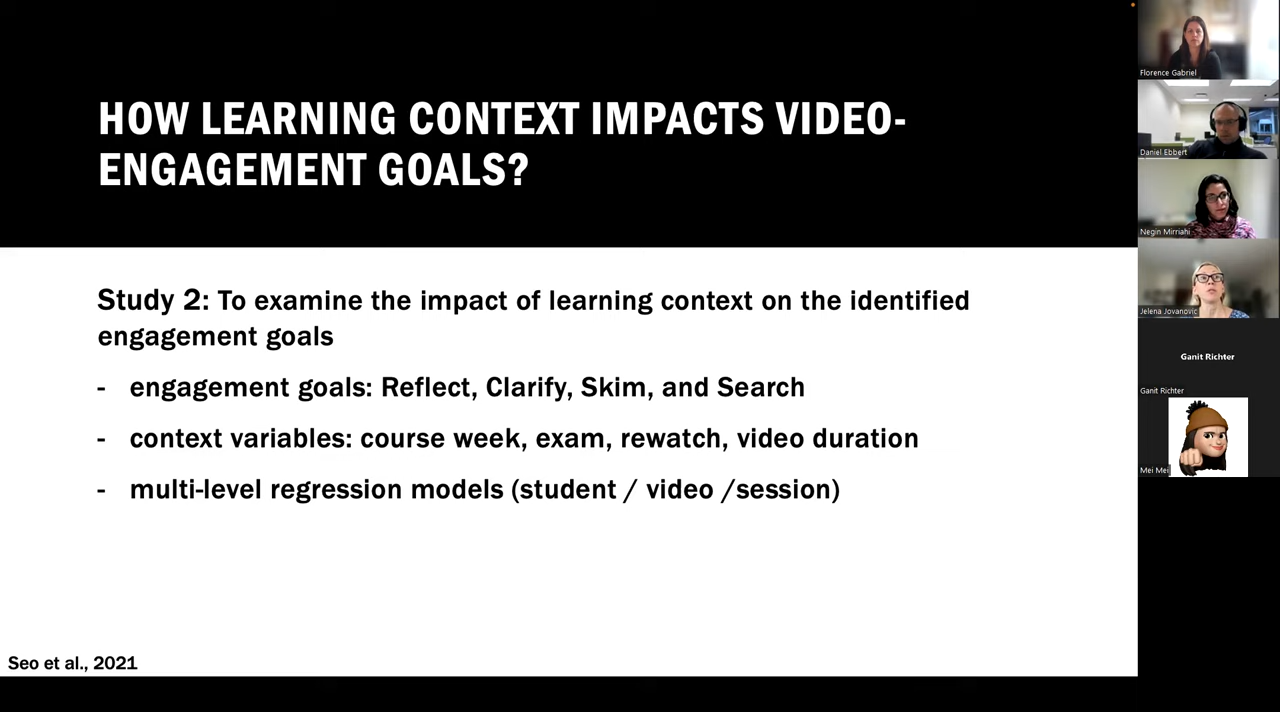 HOW LEARNING CONTEXT IMPACTS VIDEO-
ENGAGEMENT GOALS?
Study 2: To examine the impact of learning context on the identified
engagement goals
- engagement goals: Reflect, Clarify, Skim, and Search
- context variables: course week, exam, rewatch, video duration
- multi-level regression models (student / video /session)
Seo et al., 2021
Florence Gabriel
Daniel Ebbert
Negin Mirriahi
Jelena Jovanovic
Ganit Richter
Ganit Richter
Mei Mei